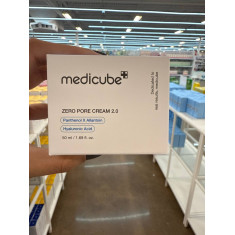 medicube
ZERO PORE CREAM 2.0
Panthenol & Allantoin
Hyaluronic Acid
50 ml / 1.69 fl. oz.